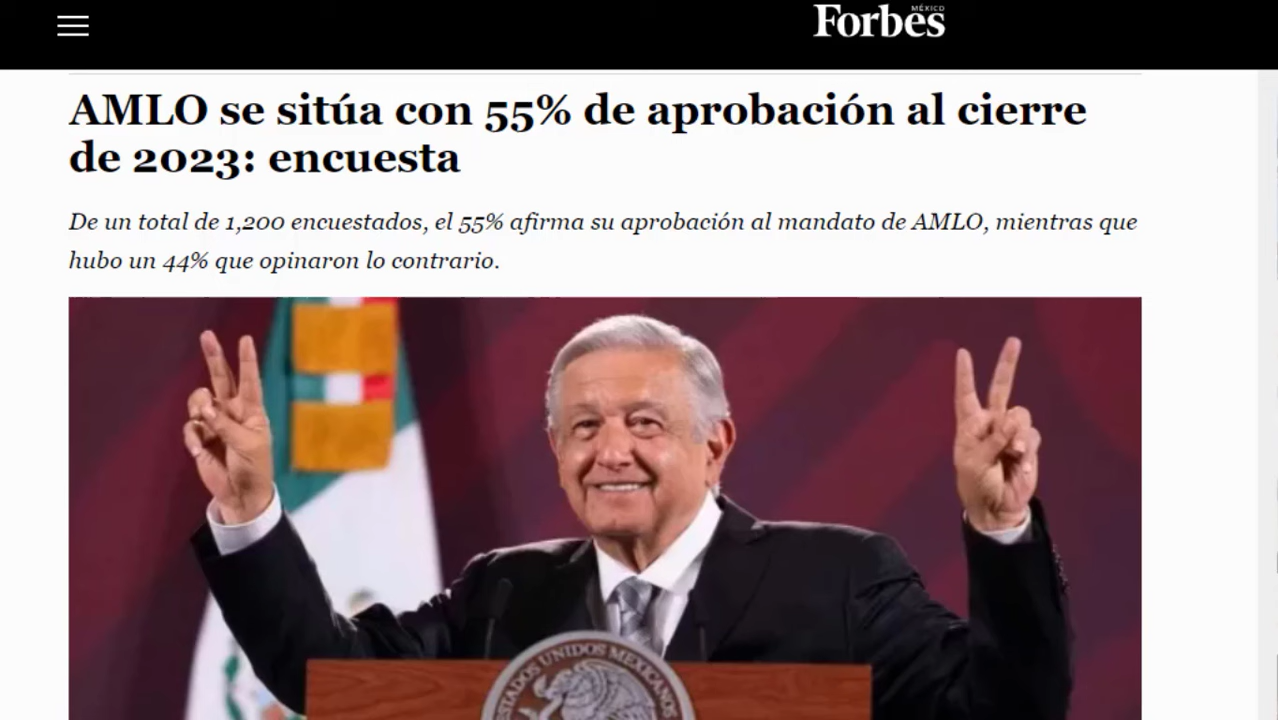 MÉXICO
Forbes
AMLO se sitúa con 55% de aprobación al cierre
de 2023: encuesta
De un total de 1,200 encuestados, el 55% afirma su aprobación al mandato de AMLO, mientras que
hubo un 44% que opinaron lo contrario.
ESTADOS UNIDOS MEXICANOS